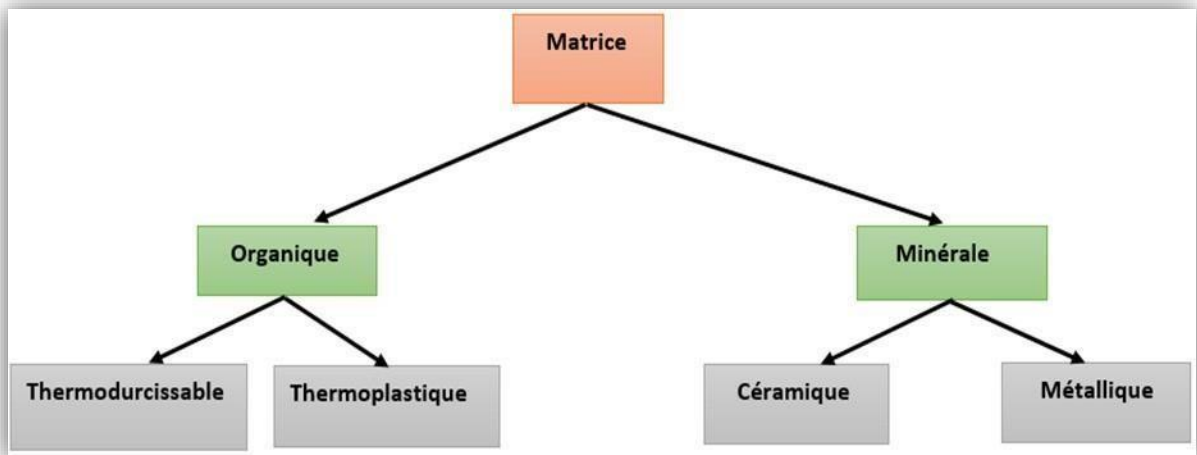 Matrice
Organique
Minérale
Thermodurcissable
Thermoplastique
Céramique
Métallique